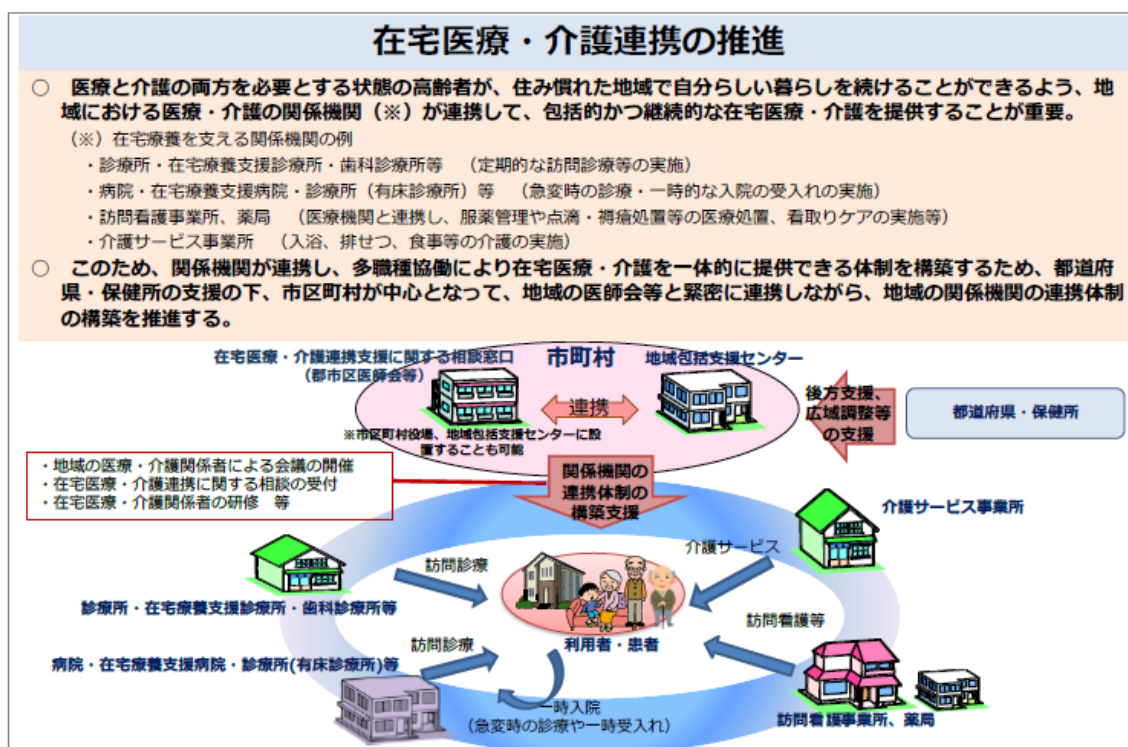 在宅医療・介護連携の推進
○ 医療と介護の両方を必要とする状態の高齢者が、住み慣れた地域で自分らしい暮らしを続けることができるよう、地
域における医療・介護の関係機関（※）が連携して、包括的かつ継続的な在宅医療・介護を提供することが重要。
（※）在宅療養を支える関係機関の例
・診療所・在宅療養支援診療所・歯科診療所等 （定期的な訪問診療等の実施）
・病院・在宅療養支援病院・診療所（有床診療所）等 （急変時の診療・一時的な入院の受入れの実施）
・訪問看護事業所、薬局 （医療機関と連携し、服薬管理や点滴・褥瘡処置等の医療処置、看取りケアの実施等）
・介護サービス事業所 （入浴、排せつ、食事等の介護の実施）
○ このため、関係機関が連携し、多職種協働により在宅医療・介護を一体的に提供できる体制を構築するため、都道府
県・保健所の支援の下、市区町村が中心となって、地域の医師会等と緊密に連携しながら、地域の関係機関の連携体制
の構築を推進する。
市町村
在宅医療・介護連携支援に関する相談窓口
（郡市区医師会等）
地域包括支援センター
連携
※市区町村役場、地域包括支援センターに設
置することも可能
後方支援、
広域調整等
の支援
都道府県・保健所
・地域の医療・介護関係者による会議の開催
・在宅医療・介護連携に関する相談の受付
・在宅医療・介護関係者の研修 等
関係機関の
連携体制の
構築支援
介護サービス事業所
訪問診療
介護サービス
診療所・在宅療養支援診療所・歯科診療所等
利用者・患者
訪問看護等
訪問診療
病院・在宅療養支援病院・診療所(有床診療所)等
一時入院
（急変時の診療や一時受入れ）
訪問看護事業所、薬局